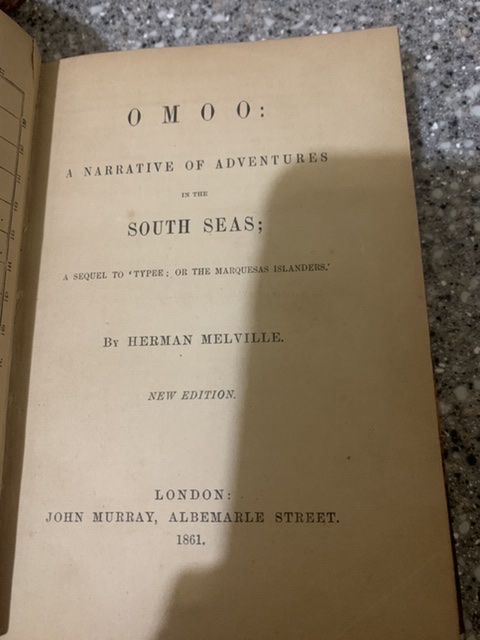 OMOO:
A NARRATIVE OF ADVENTURES
IN THE
SOUTH SEAS;
A SEQUEL TO 'TYPEE; OR THE MARQUESAS ISLANDERS.'
BY HERMAN MELVILLE.
NEW EDITION.
LONDON:
JOHN MURRAY, ALBEMARLE STREET.
1861.